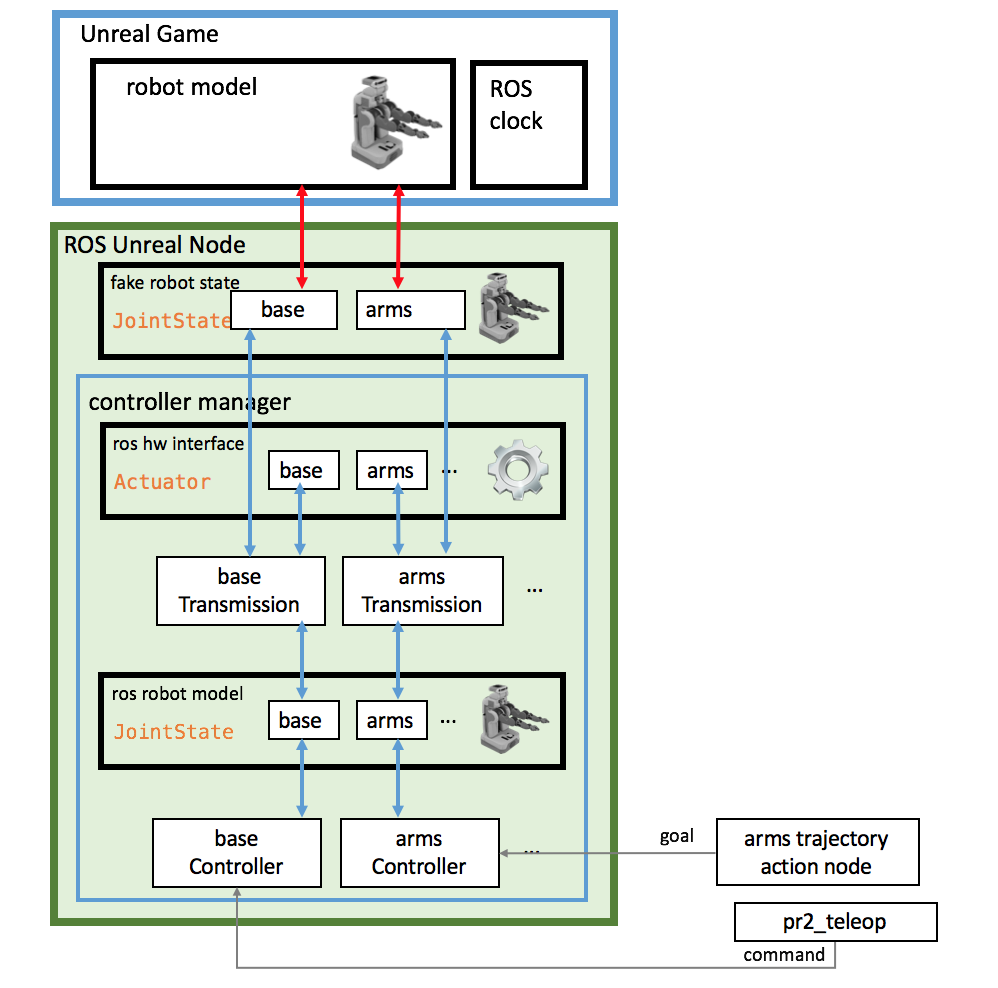 Unreal Game
robot model
ROS
clock
ROS Unreal Node
fake robot state
JointState
base
arms
controller manager
ros hw interface
Actuator
base
arms
...
base
Transmission
arms
Transmission
...
ros robot model
JointState
base
arms
...
base
Controller
arms
Controller
...
goal
arms trajectory
action node
pr2_teleop
command